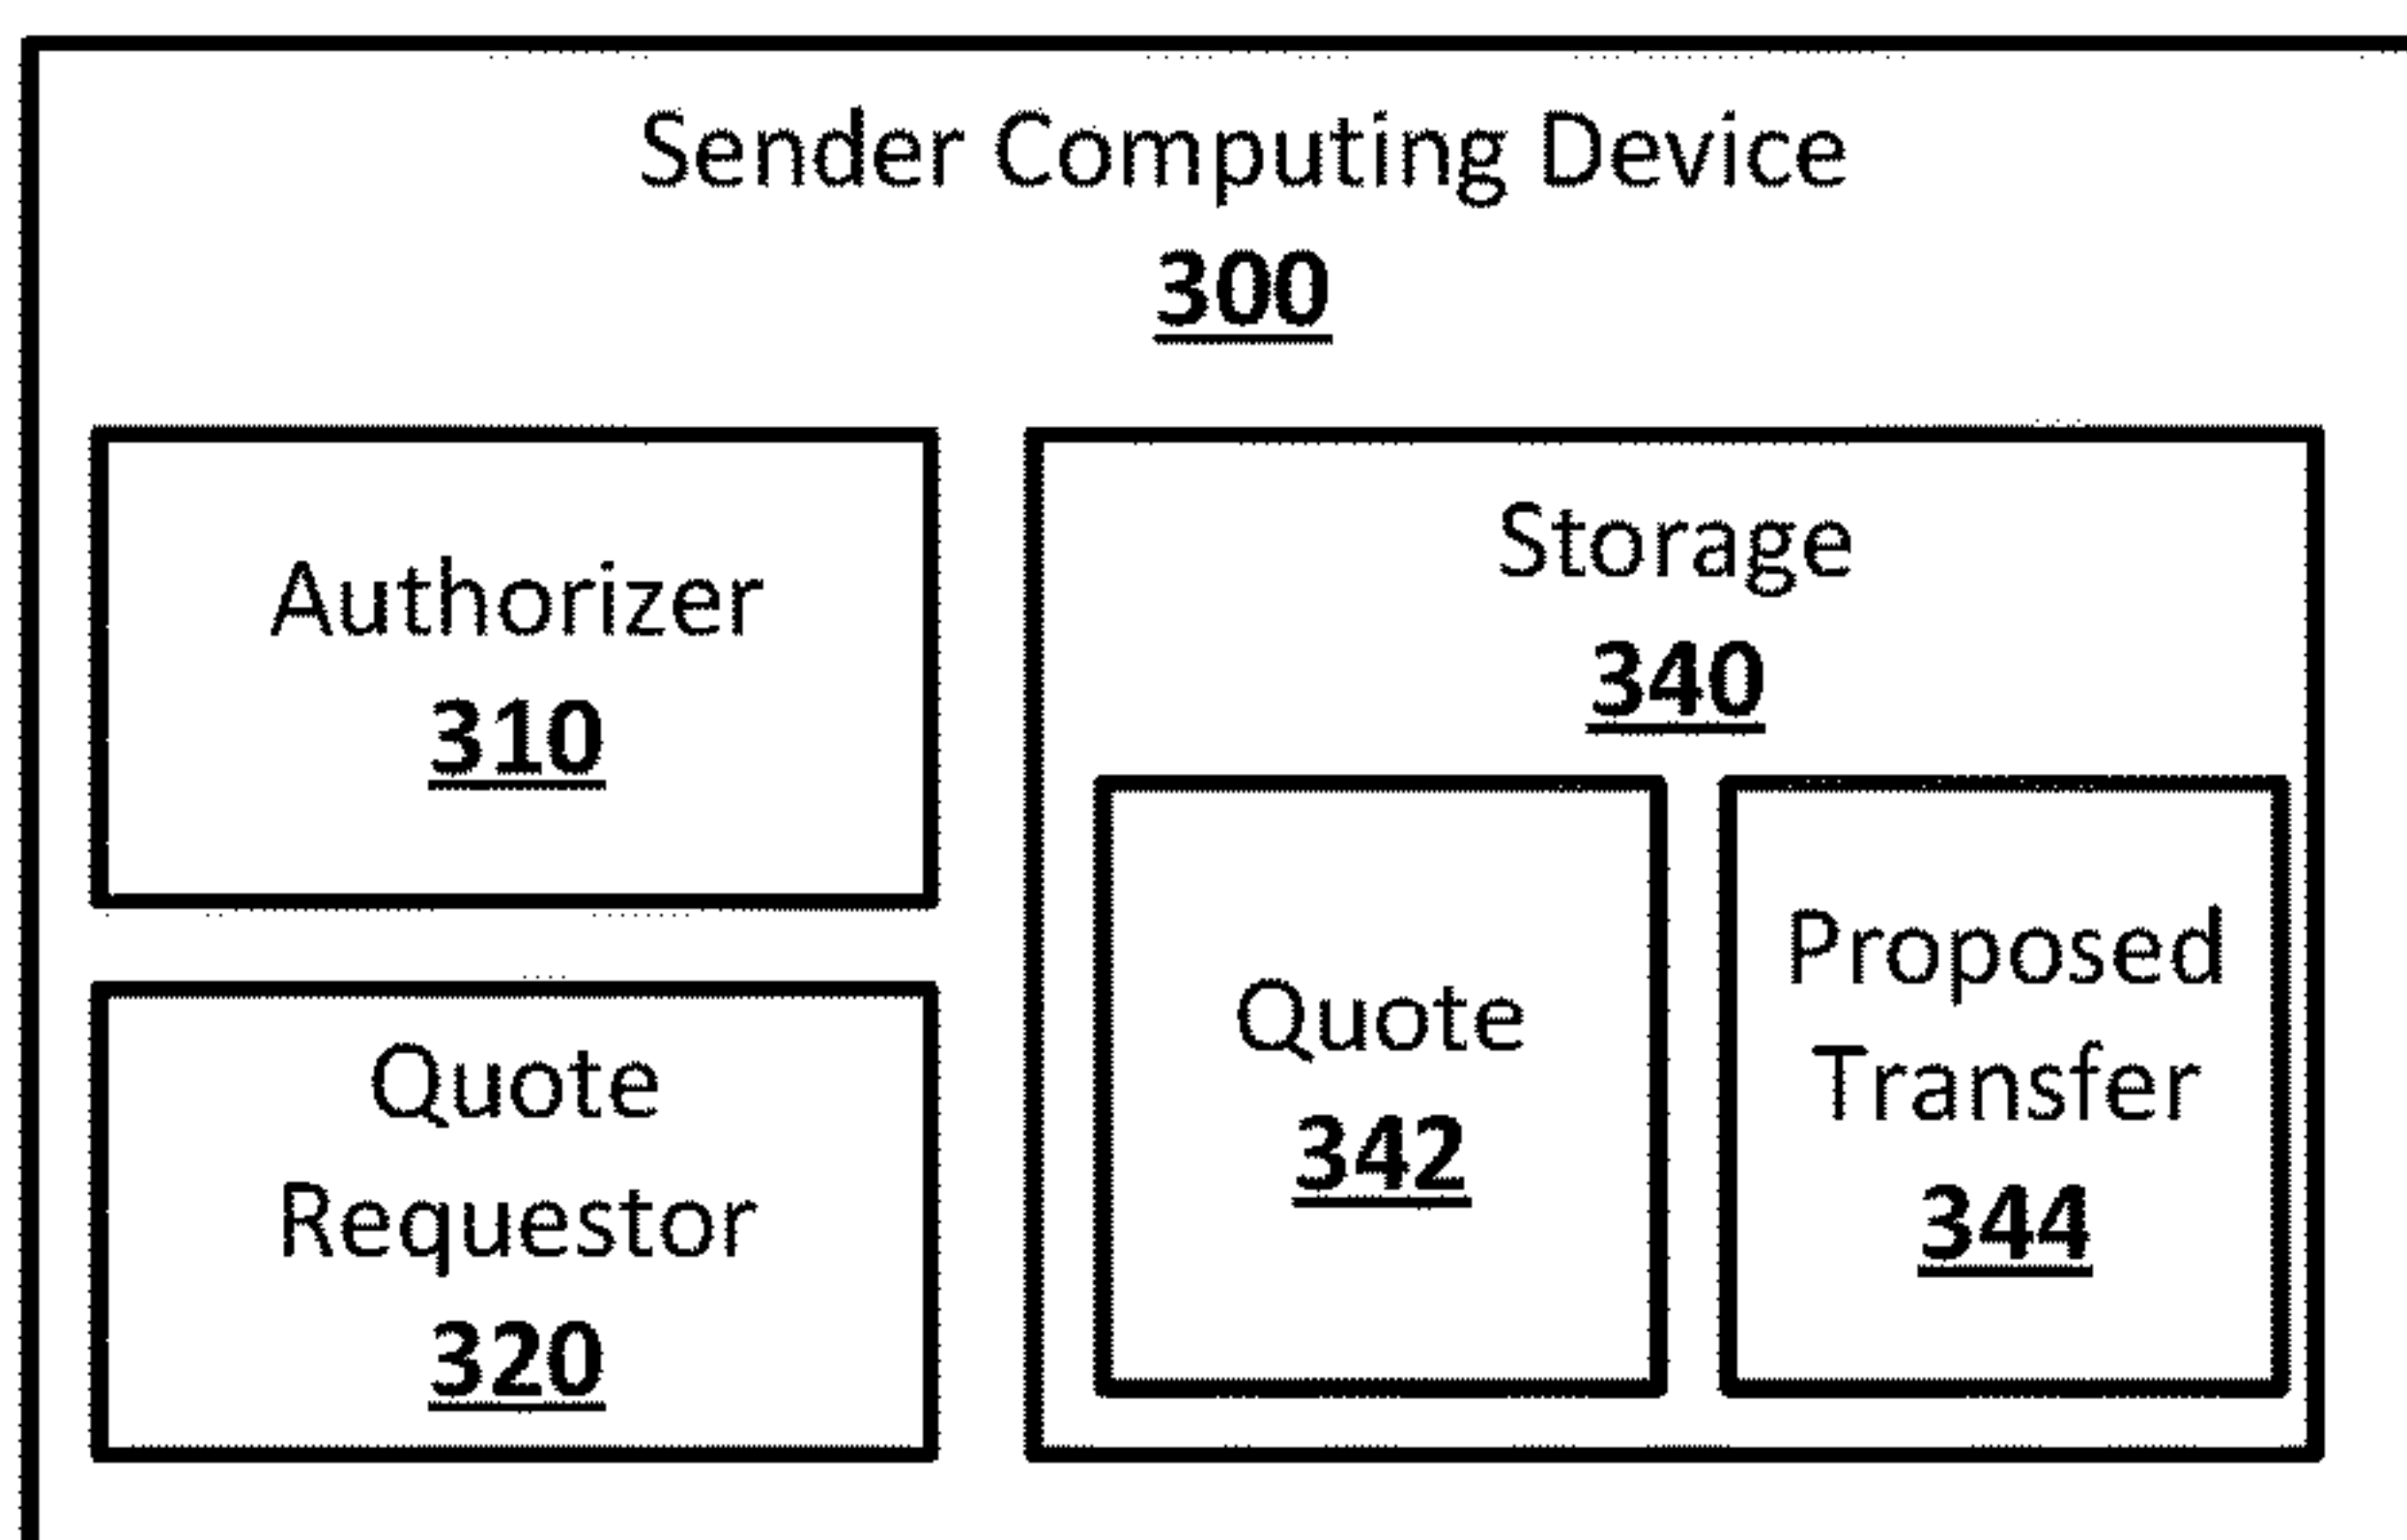 Sender Computing Device
300
Authorizer
310
Quote
Requestor
320
Storage
340
Quote
342
Proposed
Transfer
344